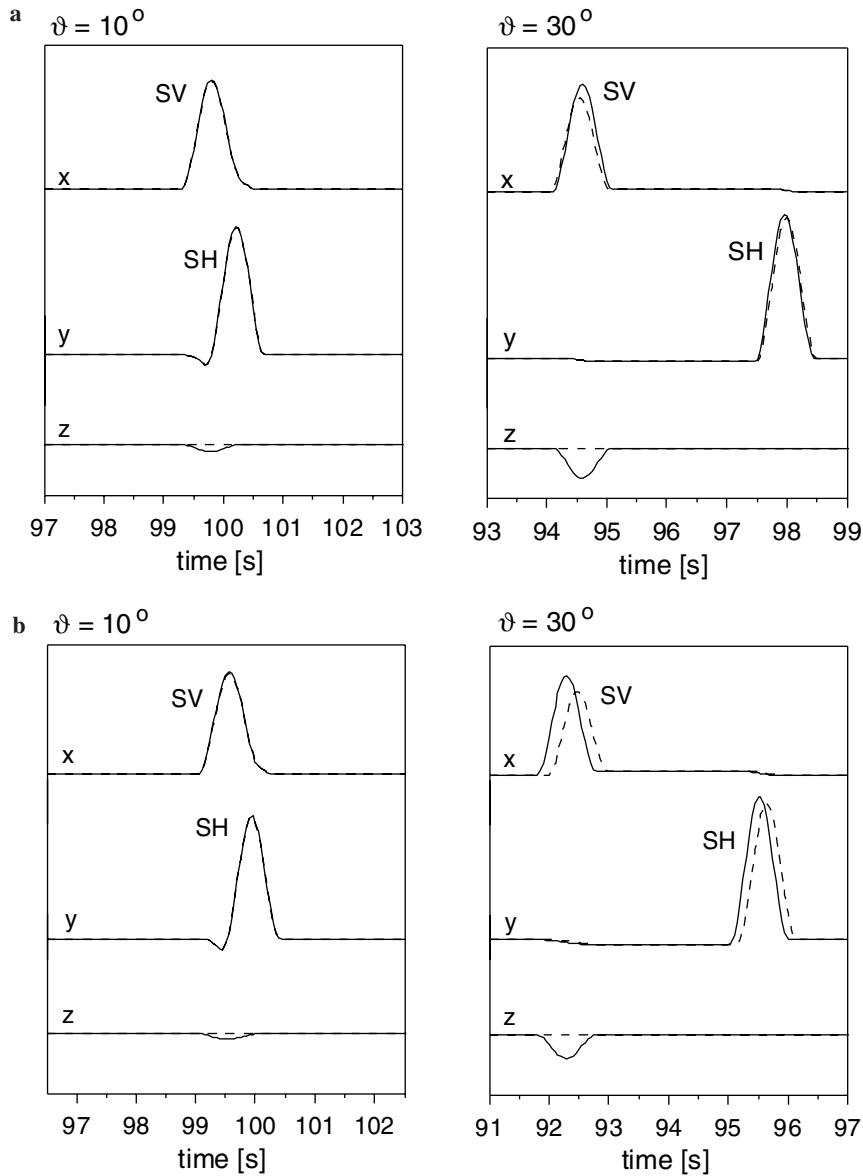 a
ϑ = 10°
SV
x
SH
y
z
97 98 99 100 101 102 103
time [s]
ϑ = 30°
SV
x
SH
y
z
93 94 95 96 97 98 99
time [s]
b
ϑ = 10°
SV
x
SH
y
z
97 98 99 100 101 102
time [s]
ϑ = 30°
SV
x
SH
y
z
91 92 93 94 95 96 97
time [s]